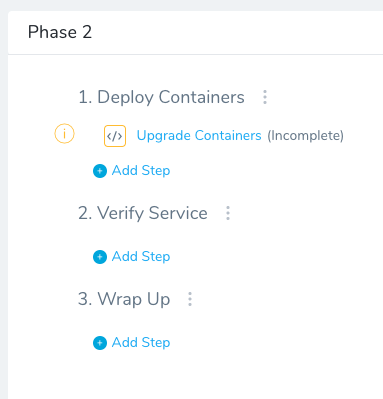 Phase 2
1. Deploy Containers
Upgrade Containers (Incomplete)
Add Step
2. Verify Service
Add Step
3. Wrap Up
Add Step